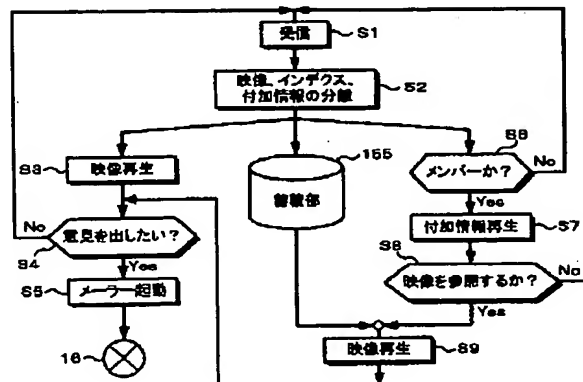 受信
S1
映像、インデクス、
付加情報の分離
S2
S3
映像再生
155
蓄積部
S6
メンバーか?
No
Yes
付加情報再生
S7
No
意見を出したい?
S4
Yes
S8
映像を参照するか?
No
Yes
S5
メーラー起動
16
映像再生
S9